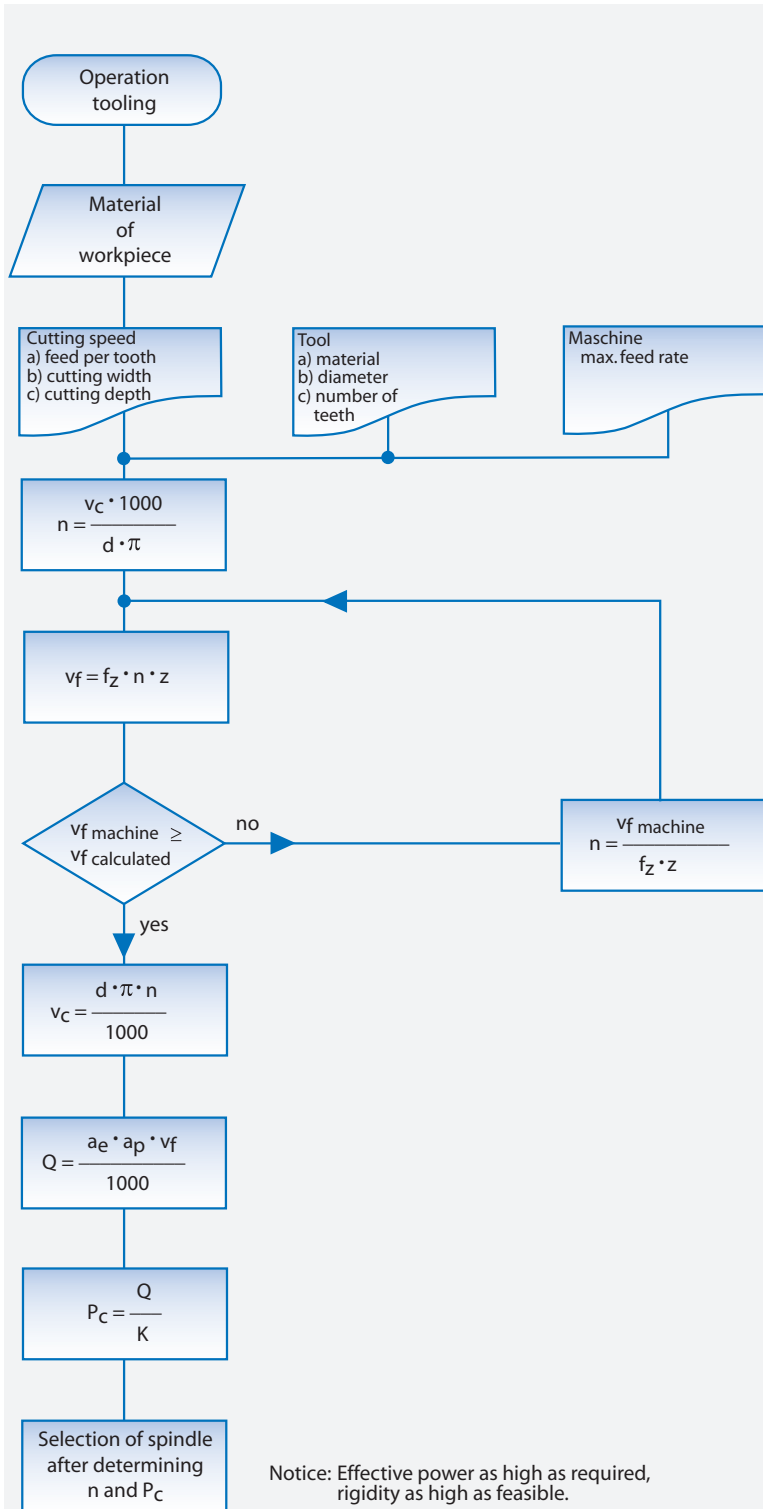 Operation
tooling
Material
of
workpiece
Cutting speed
a) feed per tooth
b) cutting width
c) cutting depth
Tool
a) material
b) diameter
c) number of
teeth
Maschine
max. feed rate
n = vc · 1000
d · π
vf = fz · n · z
vf machine ≥
vf calculated
no
n = vf machine
fz · z
yes
vc = d · π · n
1000
Q = ae · ap · vf
1000
Pc = Q
K
Selection of spindle
after determining
n and Pc
Notice: Effective power as high as required,
rigidity as high as feasible.